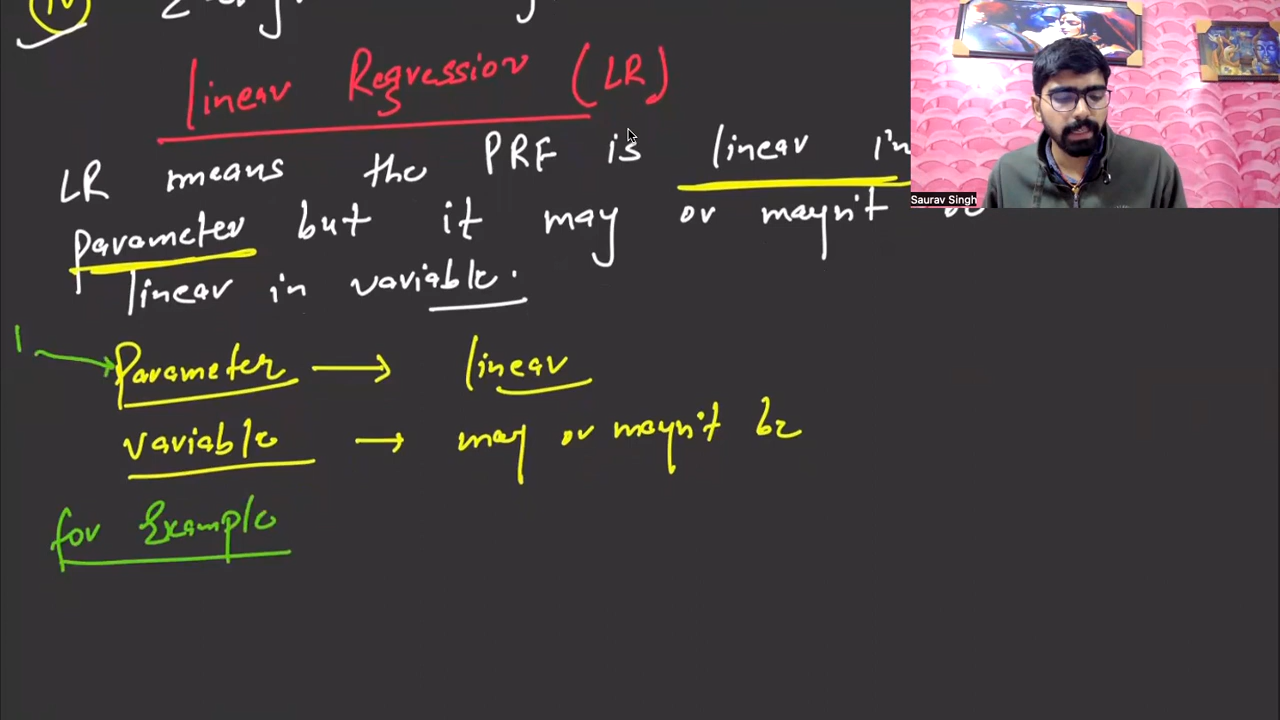 linear Regression (LR)
LR means the PRF is linear in
parameter but it may or mayn't be
linear in variable.
Saurav Singh
1
Parameter → linear
variable → may or mayn't be
for Example